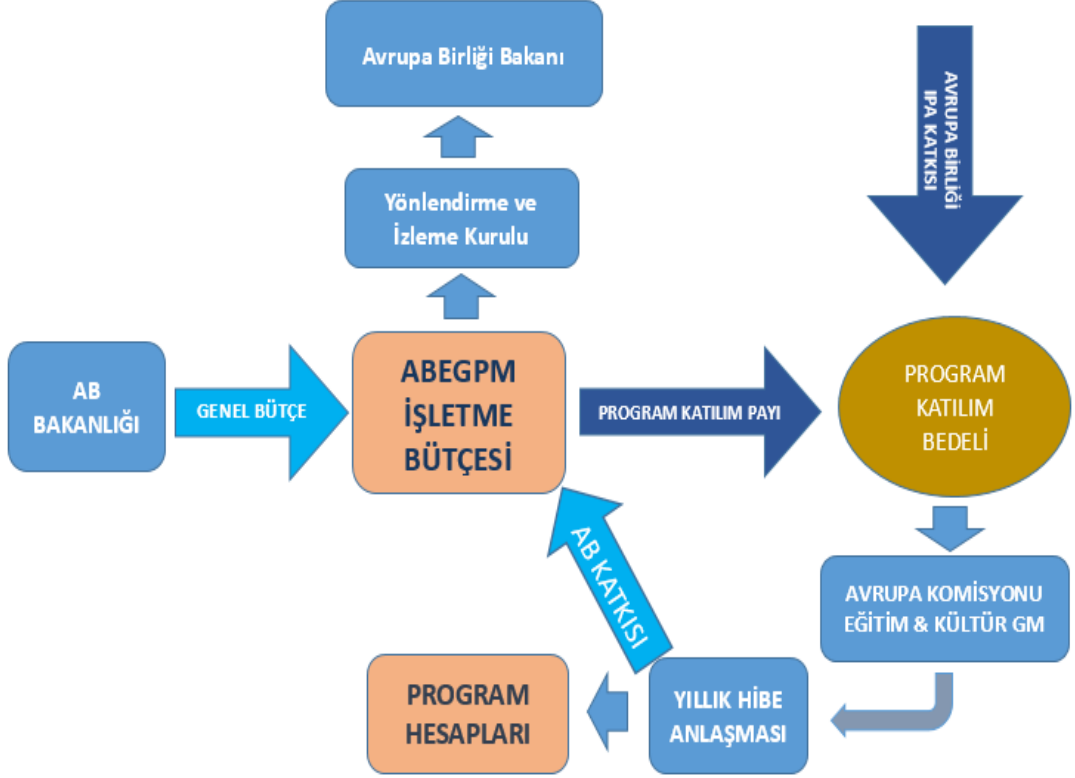 Avrupa Birliği Bakanı
AVRUPA BİRLİĞİ
IPA KATKISI
Yönlendirme ve
İzleme Kurulu
AB
BAKANLIĞI
GENEL BÜTÇE
ABEGPM
İŞLETME
BÜTÇESİ
PROGRAM KATILIM PAYI
PROGRAM
KATILIM
BEDELİ
AB KATKISI
AVRUPA KOMİSYONU
EĞİTİM & KÜLTÜR GM
PROGRAM
HESAPLARI
YILLIK HİBE
ANLAŞMASI